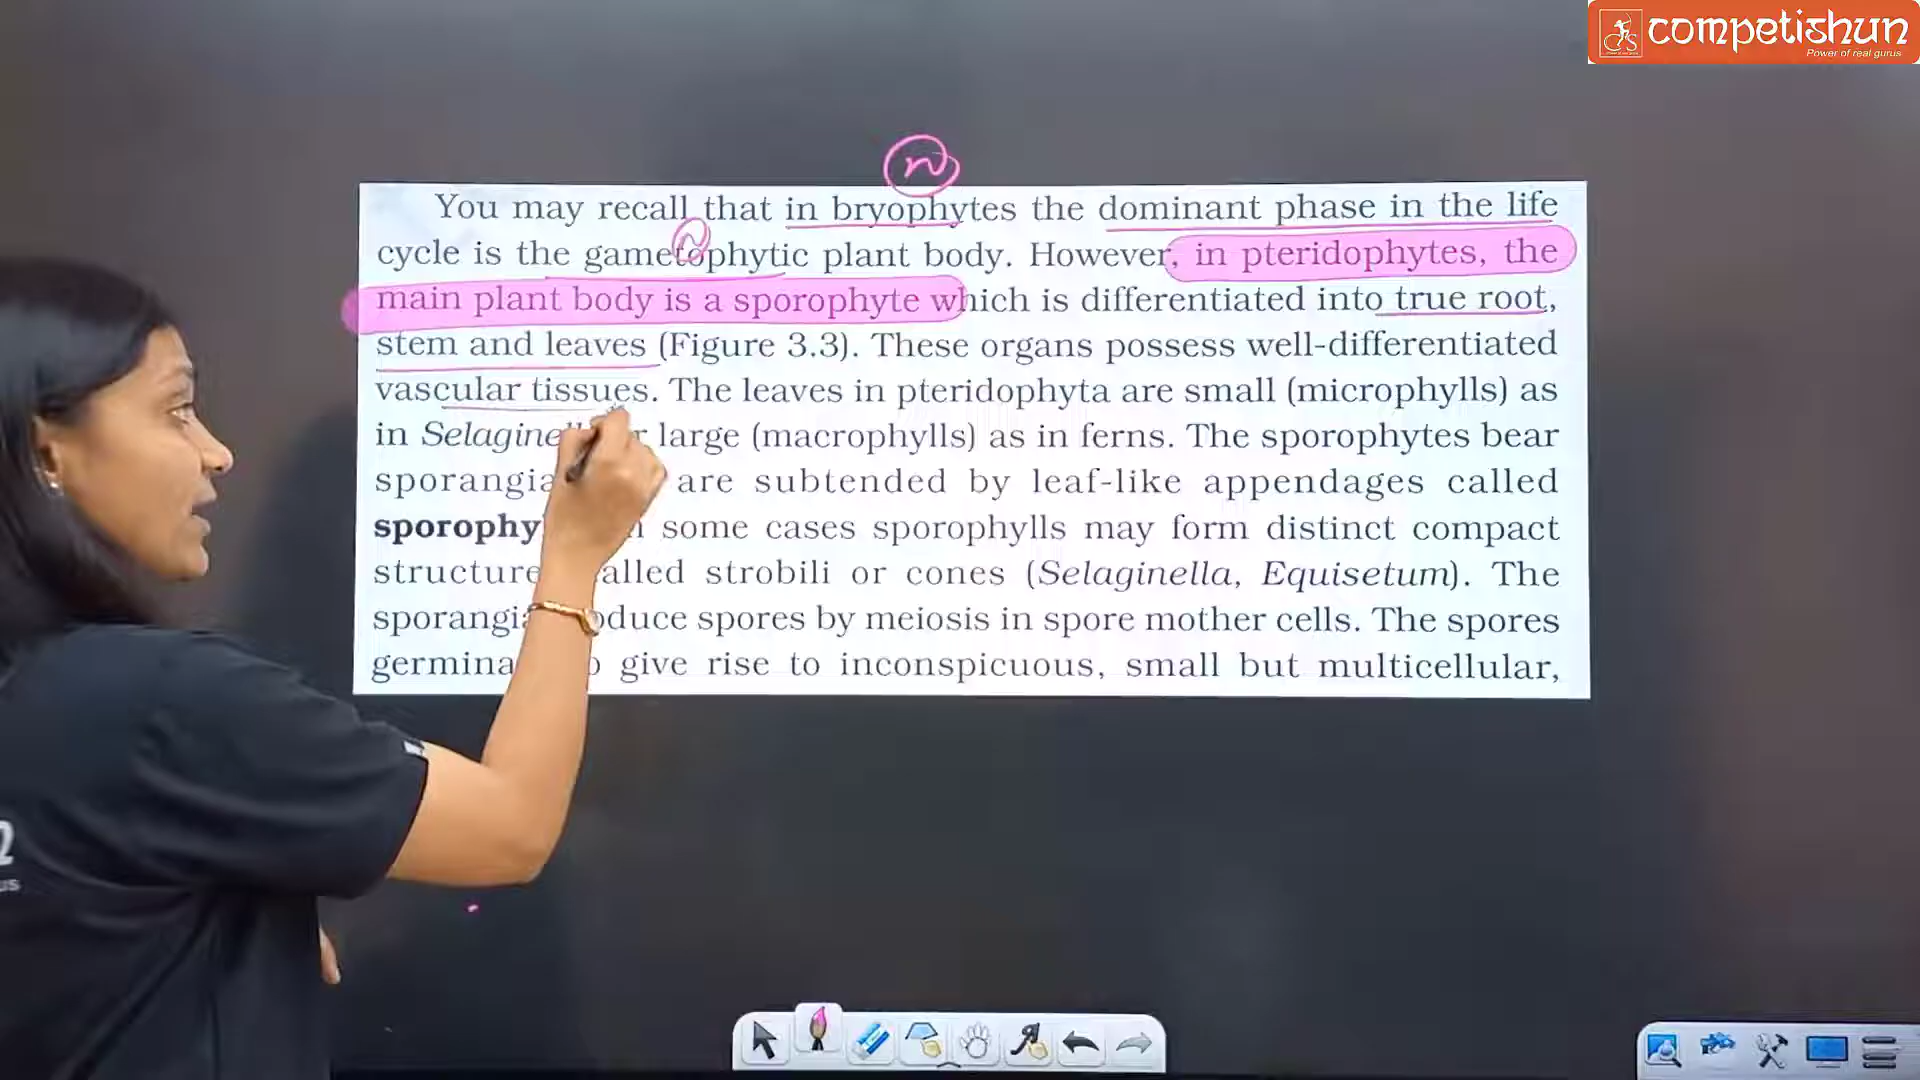 competishun
Power of real gurus
n
You may recall that in bryophytes the dominant phase in the life
n
cycle is the gametophytic plant body. However, in pteridophytes, the
main plant body is a sporophyte which is differentiated into true root,
stem and leaves (Figure 3.3). These organs possess well-differentiated
vascular tissues. The leaves in pteridophyta are small (microphylls) as
in Selagine r large (macrophylls) as in ferns. The sporophytes bear
sporangia are subtended by leaf-like appendages called
sporophy some cases sporophylls may form distinct compact
structure alled strobili or cones (Selaginella, Equisetum). The
sporangia oduce spores by meiosis in spore mother cells. The spores
germina o give rise to inconspicuous, small but multicellular,